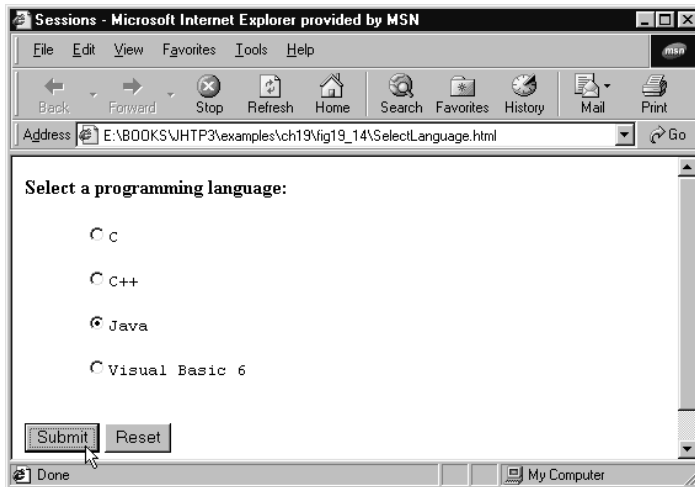 Sessions - Microsoft Internet Explorer provided by MSN
File Edit View Favorites Tools Help
msn
Back Forward Stop Refresh Home Search Favorites History Mail Print
Address E:\BOOKS\JHTP3\examples\ch19\fig19_14\SelectLanguage.html Go
Select a programming language:
C
C++
Java
Visual Basic 6
Submit Reset
Done My Computer